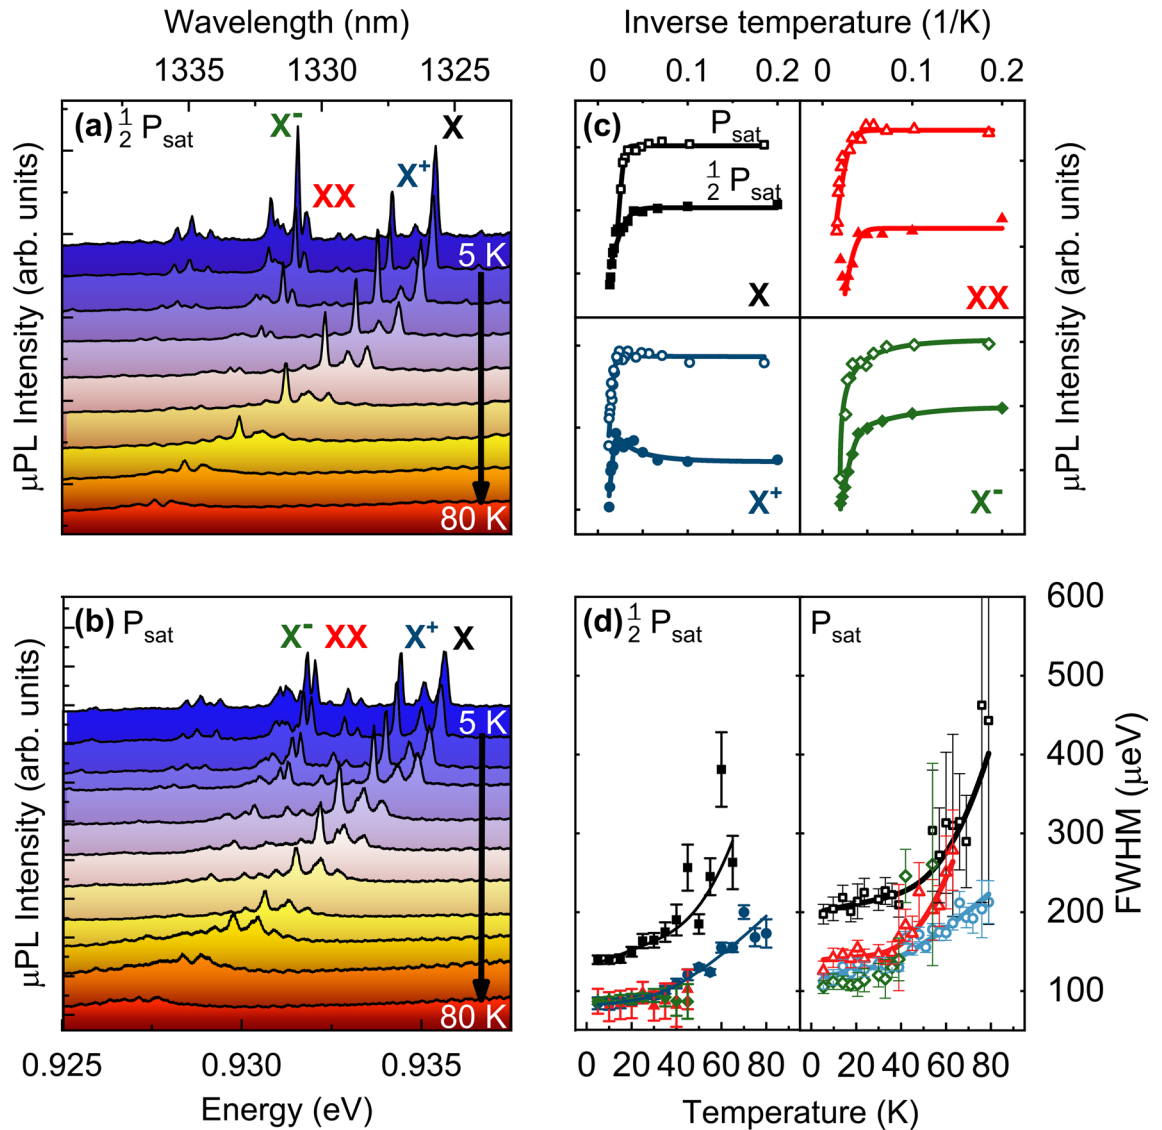 Wavelength (nm)
1335 1330 1325
Inverse temperature (1/K)
0 0.1 0.2 0 0.1 0.2
μPL Intensity (arb. units)
(a) ½ Psat
X- XX X+ X
5 K
80 K
(c)
Psat
½ Psat
X
XX
X+
X-
μPL Intensity (arb. units)
(b) Psat
X- XX X+ X
5 K
80 K
μPL Intensity (arb. units)
0.925 0.930 0.935
Energy (eV)
(d) ½ Psat
Psat
600
500
400
300
200
100
FWHM (μeV)
0 20 40 60 80 0 20 40 60 80
Temperature (K)